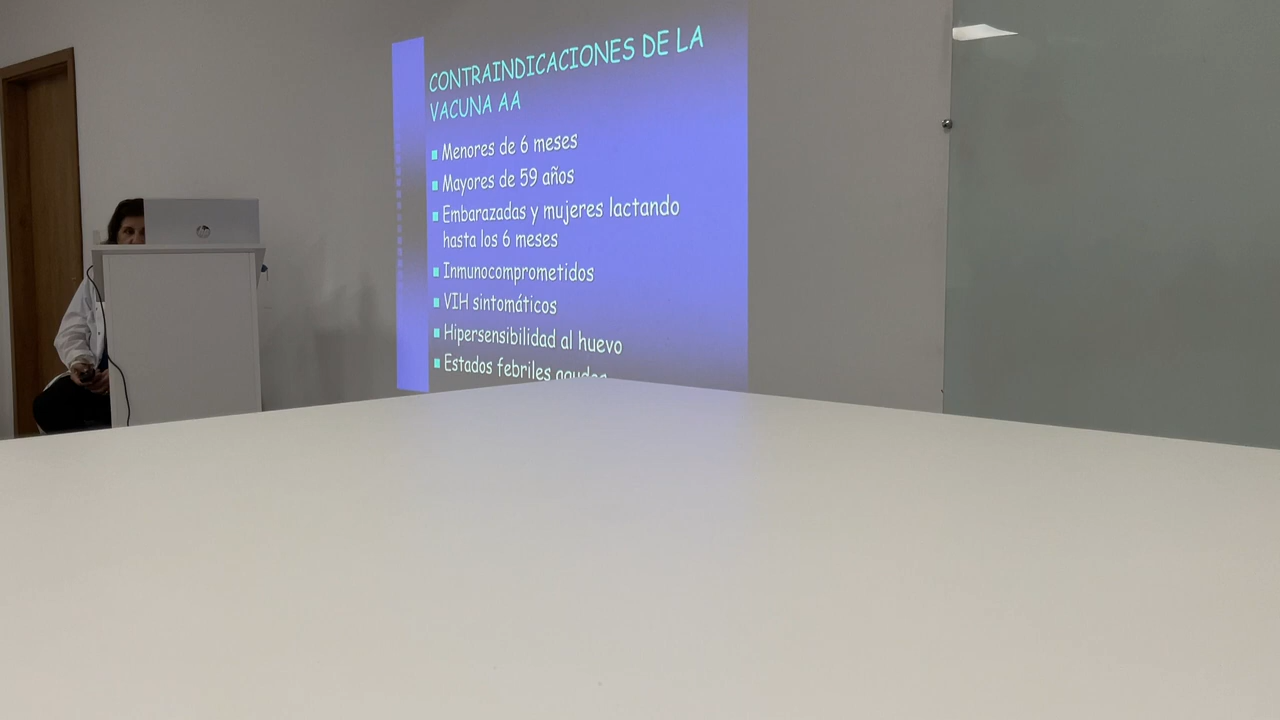 CONTRAINDICACIONES DE LA
VACUNA AA
Menores de 6 meses
Mayores de 59 años
Embarazadas y mujeres lactando
hasta los 6 meses
Inmunocomprometidos
VIH sintomáticos
Hipersensibilidad al huevo
Estados febriles agudos